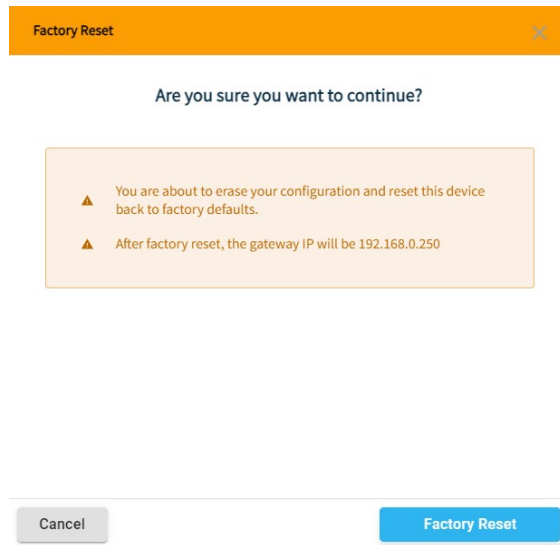 Factory Reset
Are you sure you want to continue?
You are about to erase your configuration and reset this device
back to factory defaults.
After factory reset, the gateway IP will be 192.168.0.250
Cancel
Factory Reset